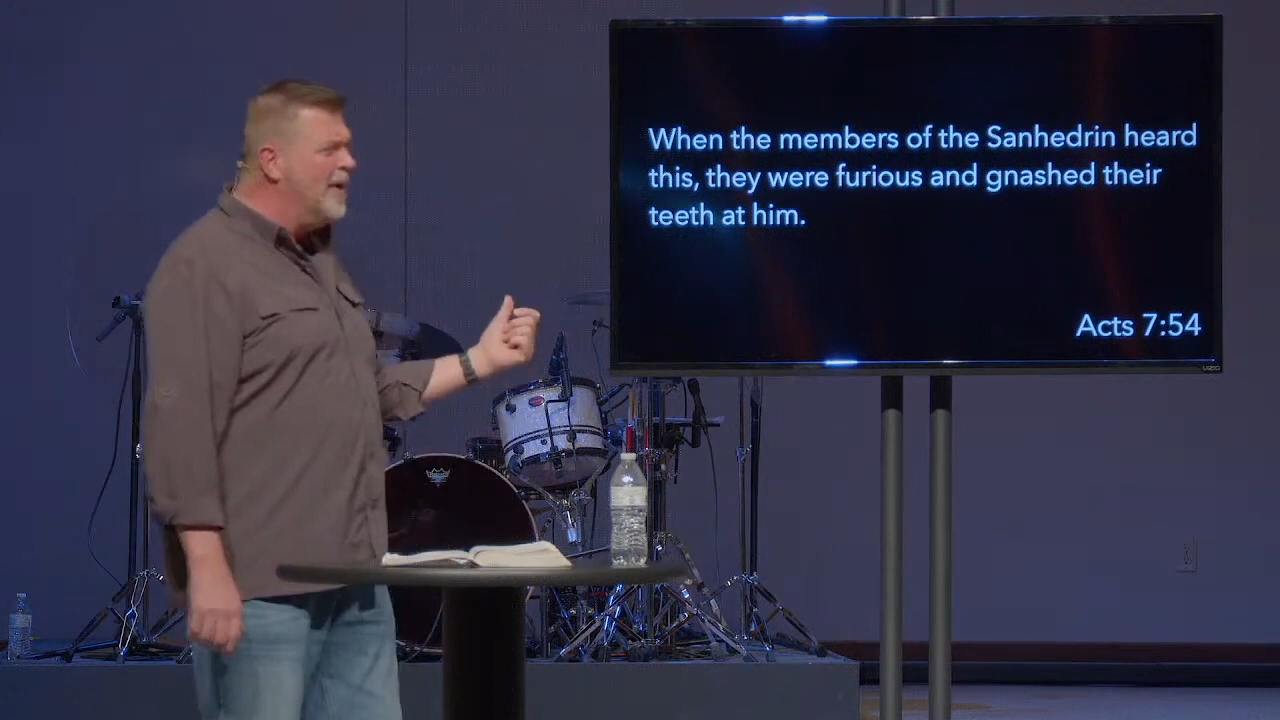 When the members of the Sanhedrin heard
this, they were furious and gnashed their
teeth at him.
Acts 7:54
VIZIO